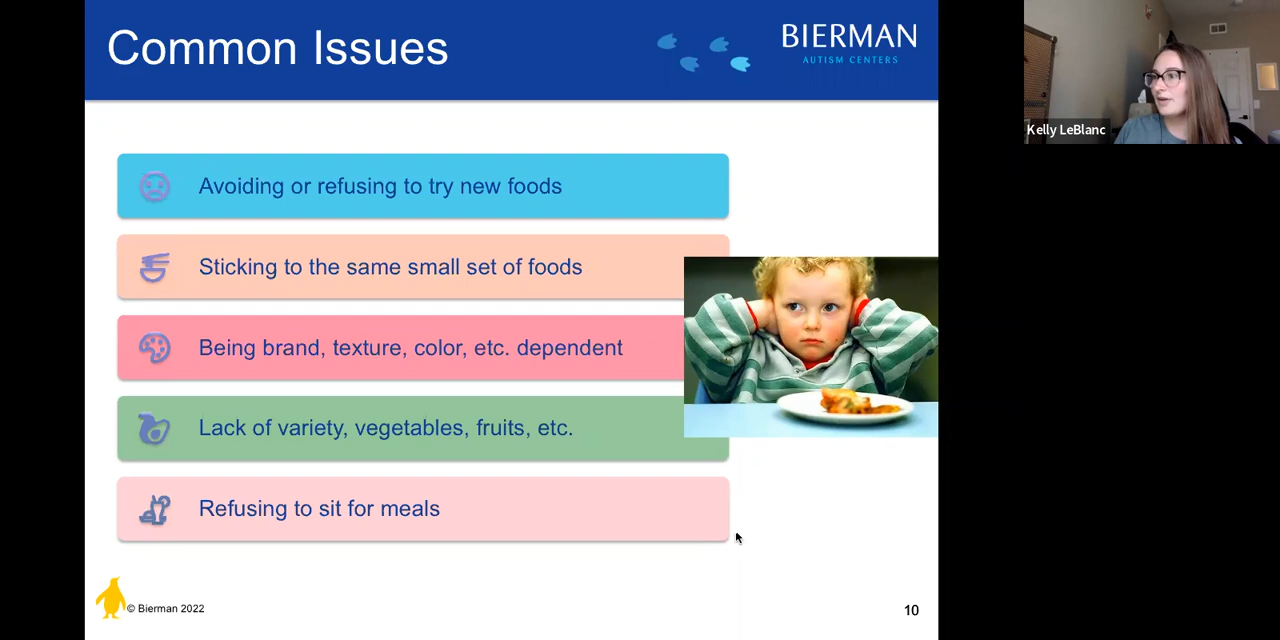 Common Issues
BIERMAN
AUTISM CENTERS
Kelly LeBlanc
Avoiding or refusing to try new foods
Sticking to the same small set of foods
Being brand, texture, color, etc. dependent
Lack of variety, vegetables, fruits, etc.
Refusing to sit for meals
© Bierman 2022
10